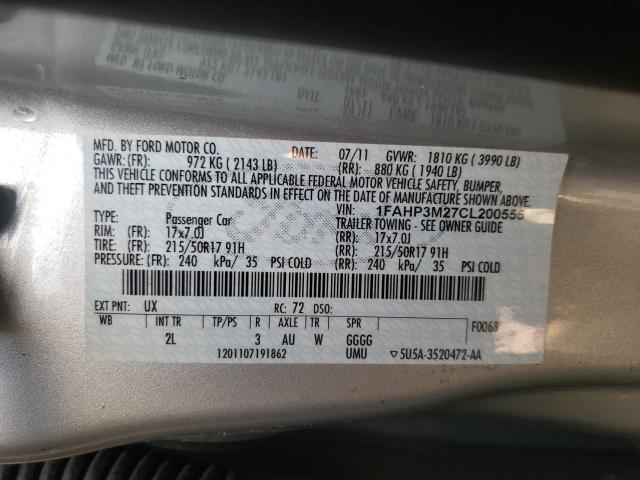 MFD. BY FORD MOTOR CO. DATE: 07/11 GVWR: 1810 KG ( 3990 LB)
GAWR: (FR): 972 KG ( 2143 LB) (RR): 880 KG ( 1940 LB)
THIS VEHICLE CONFORMS TO ALL APPLICABLE FEDERAL MOTOR VEHICLE SAFETY, BUMPER,
AND THEFT PREVENTION STANDARDS IN EFFECT ON THE DATE OF MANUFACTURE SHOWN ABOVE.
VIN: 1FAHP3M27CL200555
TYPE: Passenger Car TRAILER TOWING - SEE OWNER GUIDE
RIM: (FR): 17x7.0J (RR): 17x7.0J
TIRE: (FR): 215/50R17 91H (RR): 215/50R17 91H
PRESSURE: (FR) 240 kPa/ 35 PSI COLD (RR): 240 kPa/ 35 PSI COLD
EXT PNT: UX RC: 72 DSO: F0068
WB INT TR TP/PS R AXLE TR SPR
2L 3 AU W GGGG
1201107191862 UMU ▽5U5A-3520472-AA